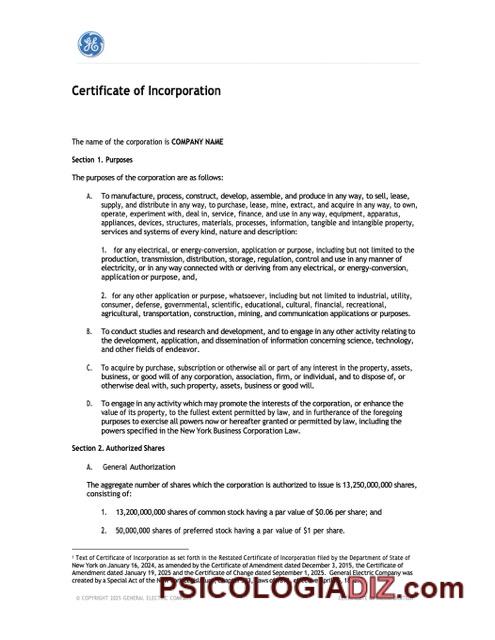 Certificate of Incorporation
The name of the corporation is COMPANY NAME
Section 1. Purposes
The purposes of the corporation are as follows:
A. To manufacture, process, construct, develop, assemble, and produce in any way, to sell, lease,
supply, and distribute in any way, to purchase, lease, mine, extract, and acquire in any way, to own,
operate, experiment with, deal in, service, finance, and use in any way, equipment, apparatus,
appliances, devices, structures, materials, processes, information, tangible and intangible property,
services and systems of every kind, nature and description:
1. for any electrical, or energy-conversion, application or purpose, including but not limited to the
production, transmission, distribution, storage, regulation, control and use in any manner of
electricity, or in any way connected with or deriving from any electrical, or energy-conversion,
application or purpose, and,
2. for any other application or purpose, whatsoever, including but not limited to industrial, utility,
consumer, defense, governmental, scientific, educational, cultural, financial, recreational,
agricultural, transportation, construction, mining, and communication applications or purposes.
B. To conduct studies and research and development, and to engage in any other activity relating to
the development, application, and dissemination of information concerning science, technology,
and other fields of endeavor.
C. To acquire by purchase, subscription or otherwise all or part of any interest in the property, assets,
business, or good will of any corporation, association, firm, or individual, and to dispose of, or
otherwise deal with, such property, assets, business or good will.
D. To engage in any activity which may promote the interests of the corporation, or enhance the
value of its property, to the fullest extent permitted by law, and in furtherance of the foregoing
purposes to exercise all powers now or hereafter granted or permitted by law, including the
powers specified in the New York Business Corporation Law.
Section 2. Authorized Shares
A. General Authorization
The aggregate number of shares which the corporation is authorized to issue is 13,250,000,000 shares,
consisting of:
1. 13,200,000,000 shares of common stock having a par value of $0.06 per share; and
2. 50,000,000 shares of preferred stock having a par value of $1 per share.
¹ Text of Certificate of Incorporation as set forth in the Restated Certificate of Incorporation filed by the Department of State of
New York on January 16, 2024, as amended by the Certificate of Amendment dated December 3, 2015, the Certificate of
Amendment dated January 19, 2025 and the Certificate of Change dated September 1, 2025. General Electric Company was
created by a Special Act of the
© COPYRIGHT 2025 GENERAL ELECTRIC
PSICOLOGIADIZ.com